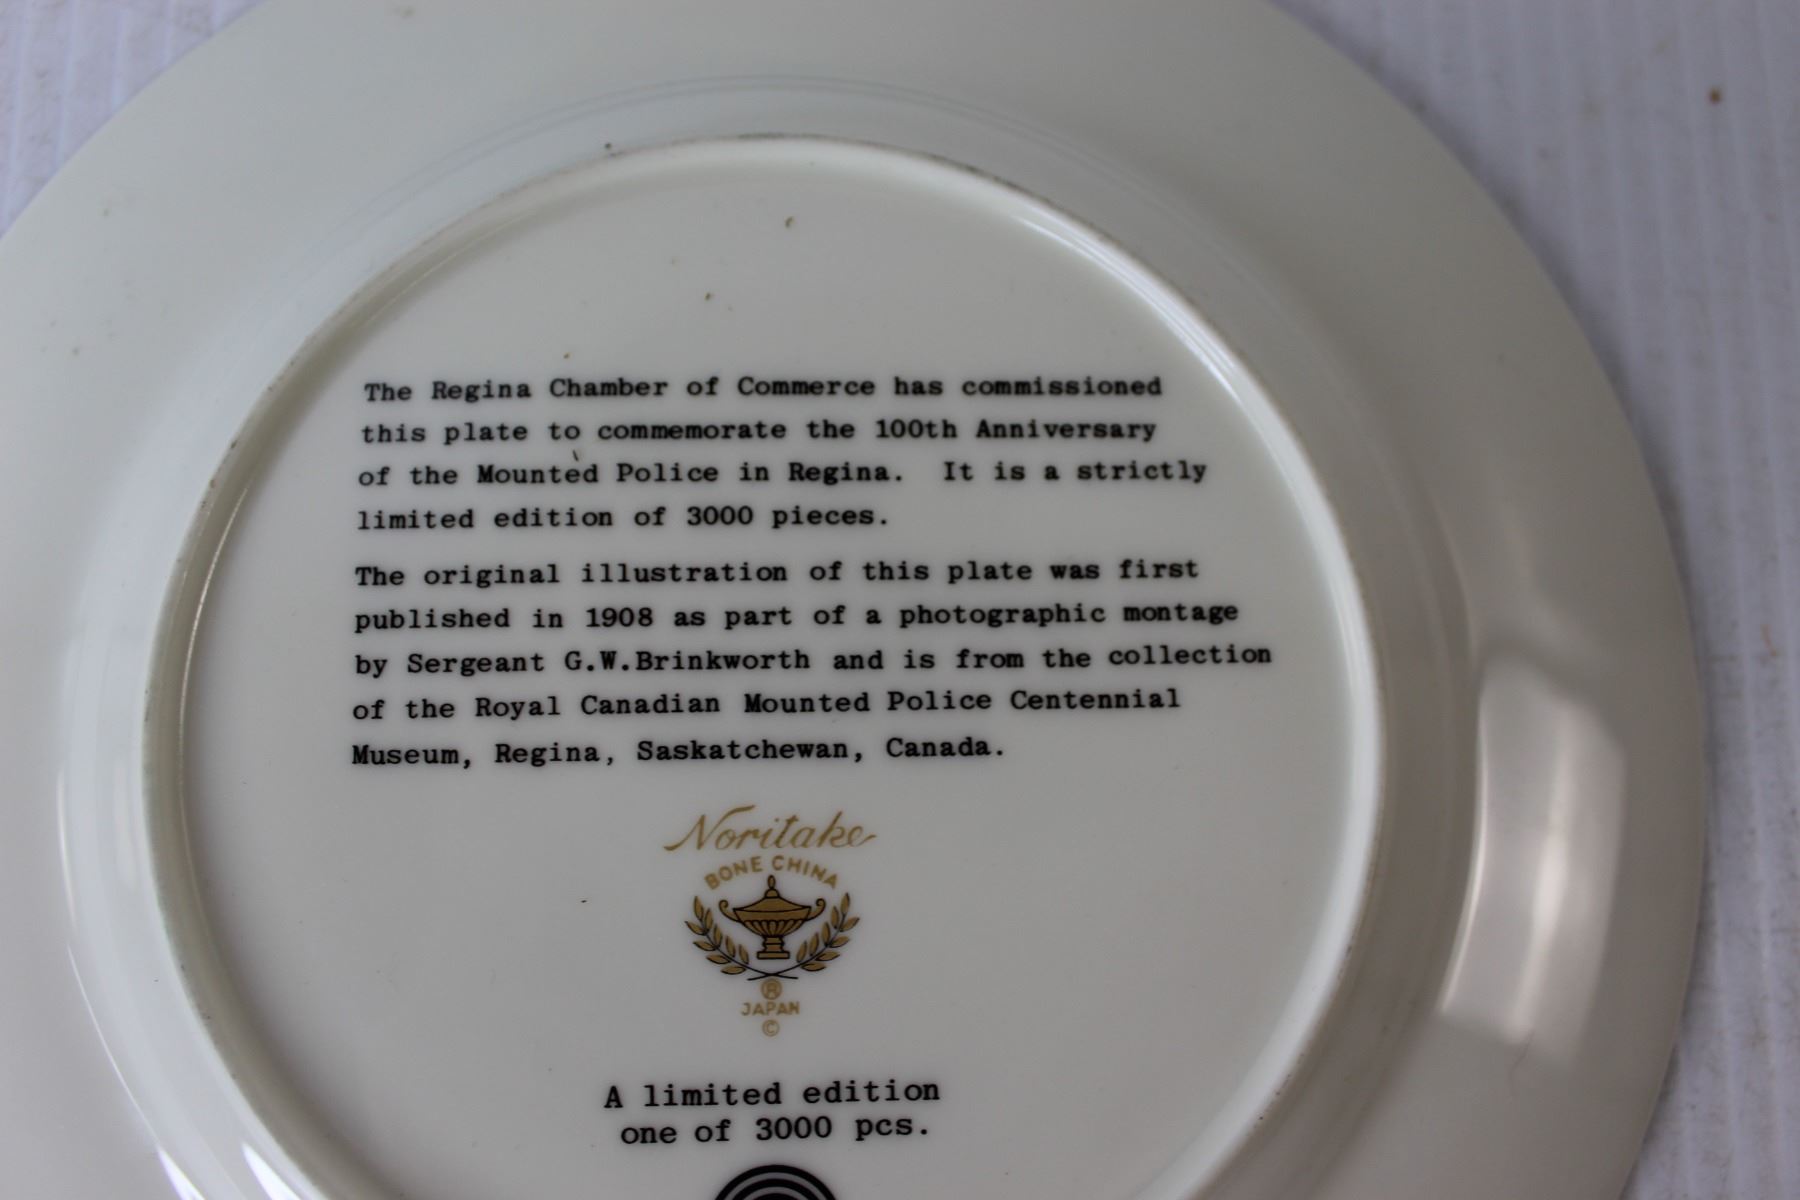 The Regina Chamber of Commerce has commissioned
this plate to commemorate the 100th Anniversary
of the Mounted Police in Regina. It is a strictly
limited edition of 3000 pieces.
The original illustration of this plate was first
published in 1908 as part of a photographic montage
by Sergeant G.W.Brinkworth and is from the collection
of the Royal Canadian Mounted Police Centennial
Museum, Regina, Saskatchewan, Canada.
Noritake
BONE CHINA
®
JAPAN
©
A limited edition
one of 3000 pcs.